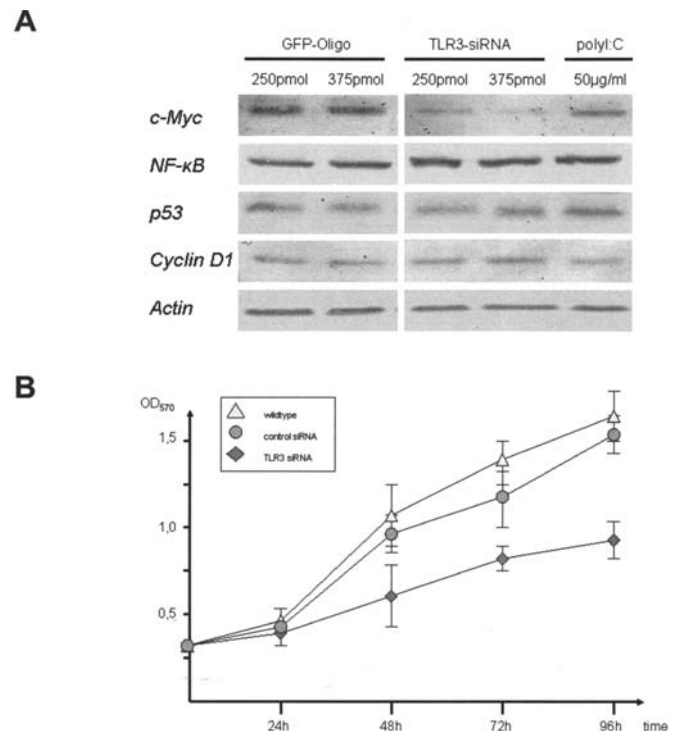 A
GFP-Oligo TLR3-siRNA polyI:C
250pmol 375pmol 250pmol 375pmol 50µg/ml
c-Myc
NF-κB
p53
Cyclin D1
Actin
B
OD570
wildtype
control siRNA
TLR3 siRNA
1,5
1,0
0,5
24h 48h 72h 96h time